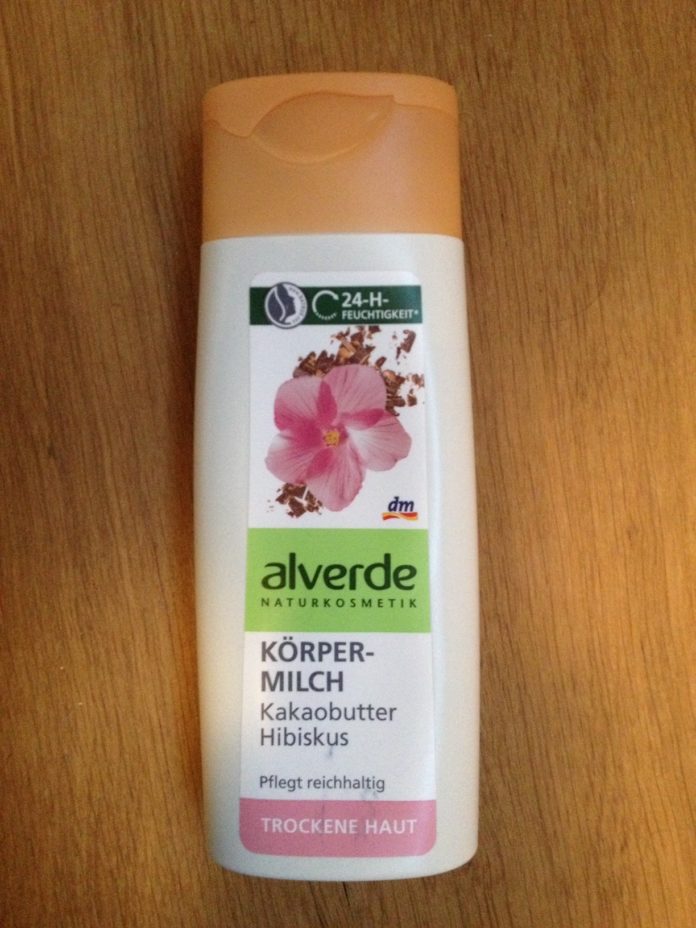 24-H-
FEUCHTIGKEIT*
dm
alverde
NATURKOSMETIK
KÖRPER-
MILCH
Kakaobutter
Hibiskus
Pflegt reichhaltig
TROCKENE HAUT